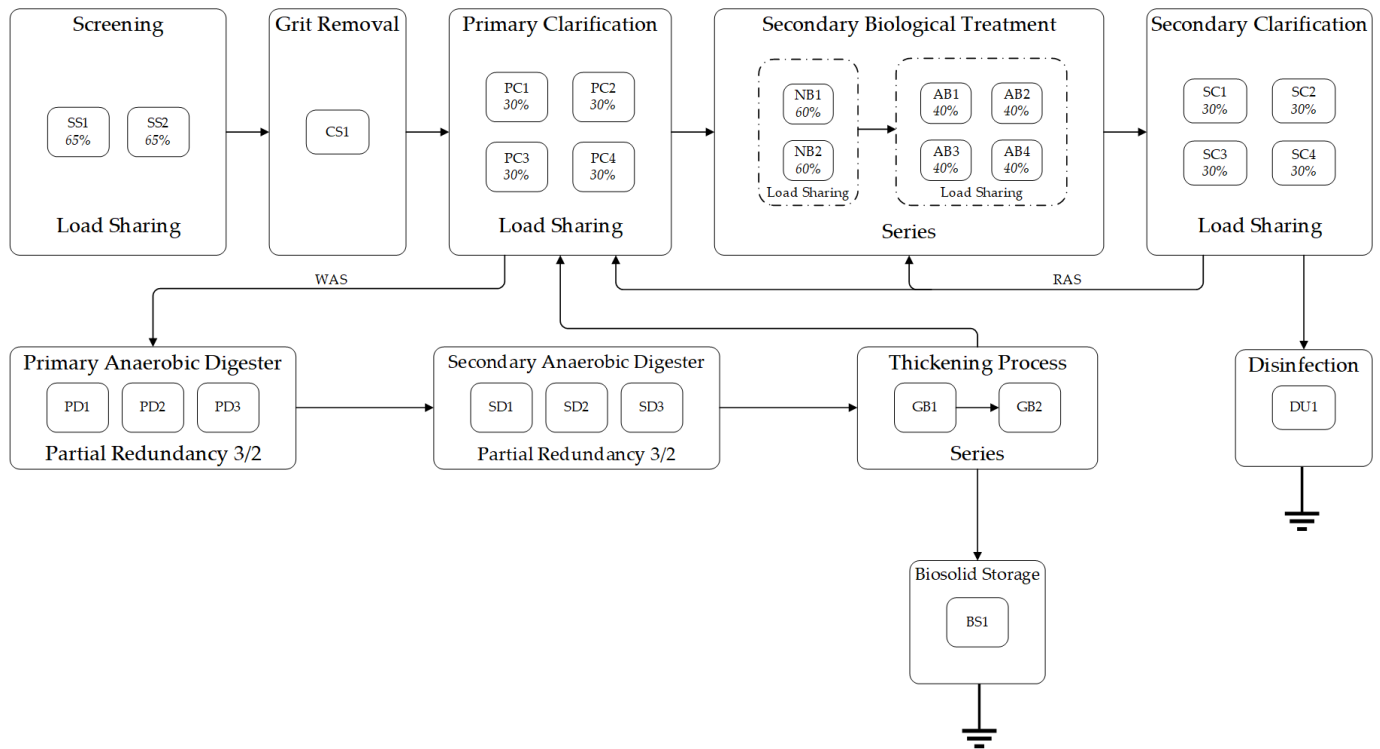 Screening
SS1
65%
SS2
65%
Load Sharing
Grit Removal
CS1
Primary Clarification
PC1
30%
PC2
30%
PC3
30%
PC4
30%
Load Sharing
Secondary Biological Treatment
NB1
60%
NB2
60%
Load Sharing
AB1
40%
AB2
40%
AB3
40%
AB4
40%
Load Sharing
Series
Secondary Clarification
SC1
30%
SC2
30%
SC3
30%
SC4
30%
Load Sharing
WAS
RAS
Primary Anaerobic Digester
PD1
PD2
PD3
Partial Redundancy 3/2
Secondary Anaerobic Digester
SD1
SD2
SD3
Partial Redundancy 3/2
Thickening Process
GB1
GB2
Series
Disinfection
DU1
Biosolid Storage
BS1